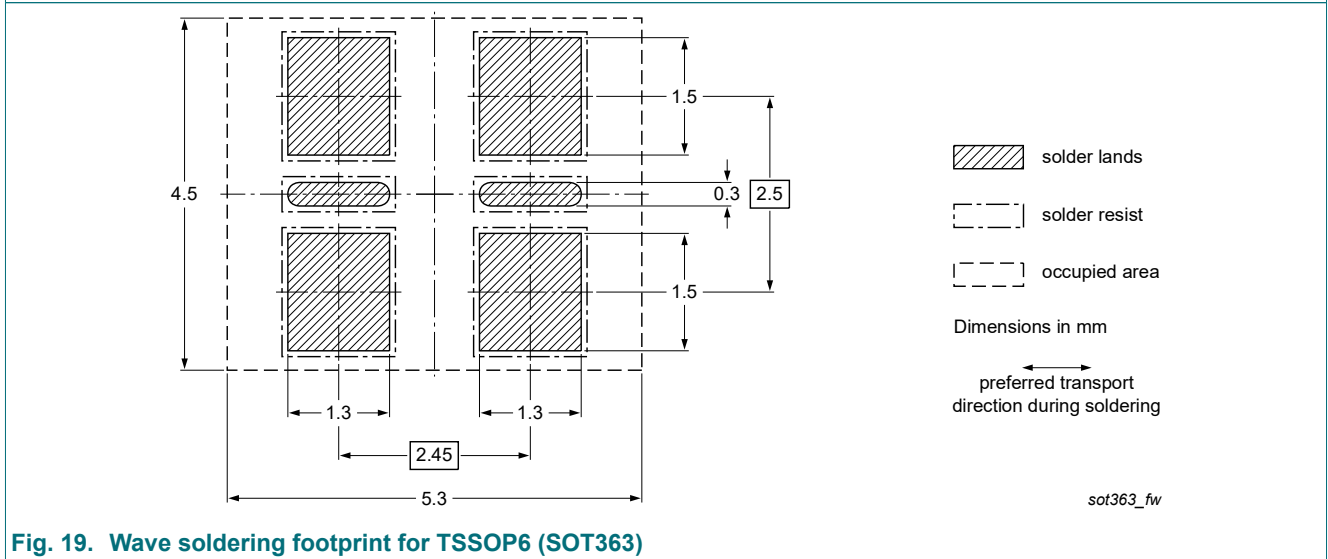 1.5
4.5
0.3
2.5
1.5
1.3
1.3
2.45
5.3
solder lands
solder resist
occupied area
Dimensions in mm
preferred transport
direction during soldering
sot363_fw
Fig. 19. Wave soldering footprint for TSSOP6 (SOT363)